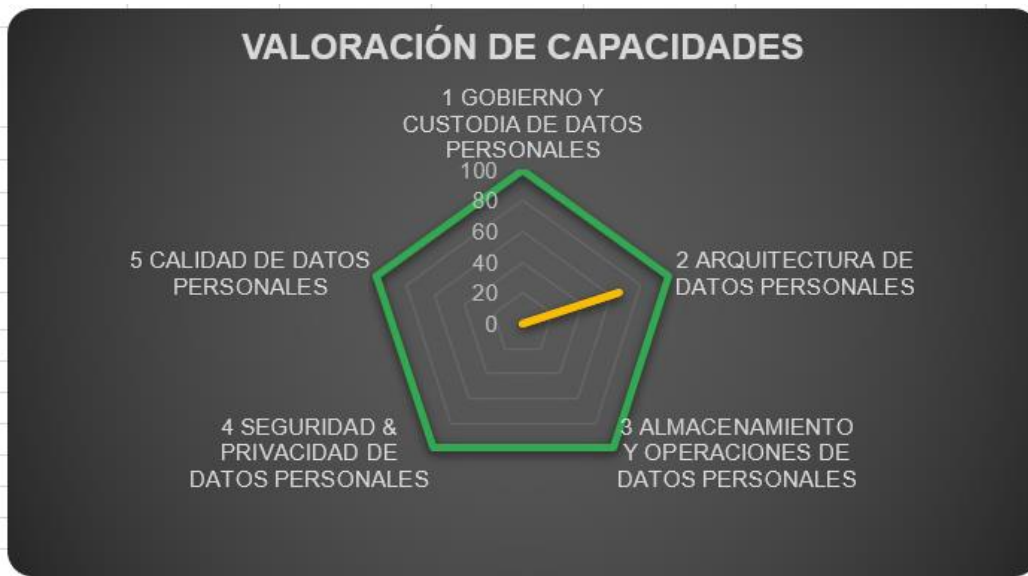 VALORACIÓN DE CAPACIDADES
1 GOBIERNO Y
CUSTODIA DE DATOS
PERSONALES
100
80
60
40
20
0
5 CALIDAD DE DATOS
PERSONALES
2 ARQUITECTURA DE
DATOS PERSONALES
4 SEGURIDAD &
PRIVACIDAD DE
DATOS PERSONALES
3 ALMACENAMIENTO
Y OPERACIONES DE
DATOS PERSONALES